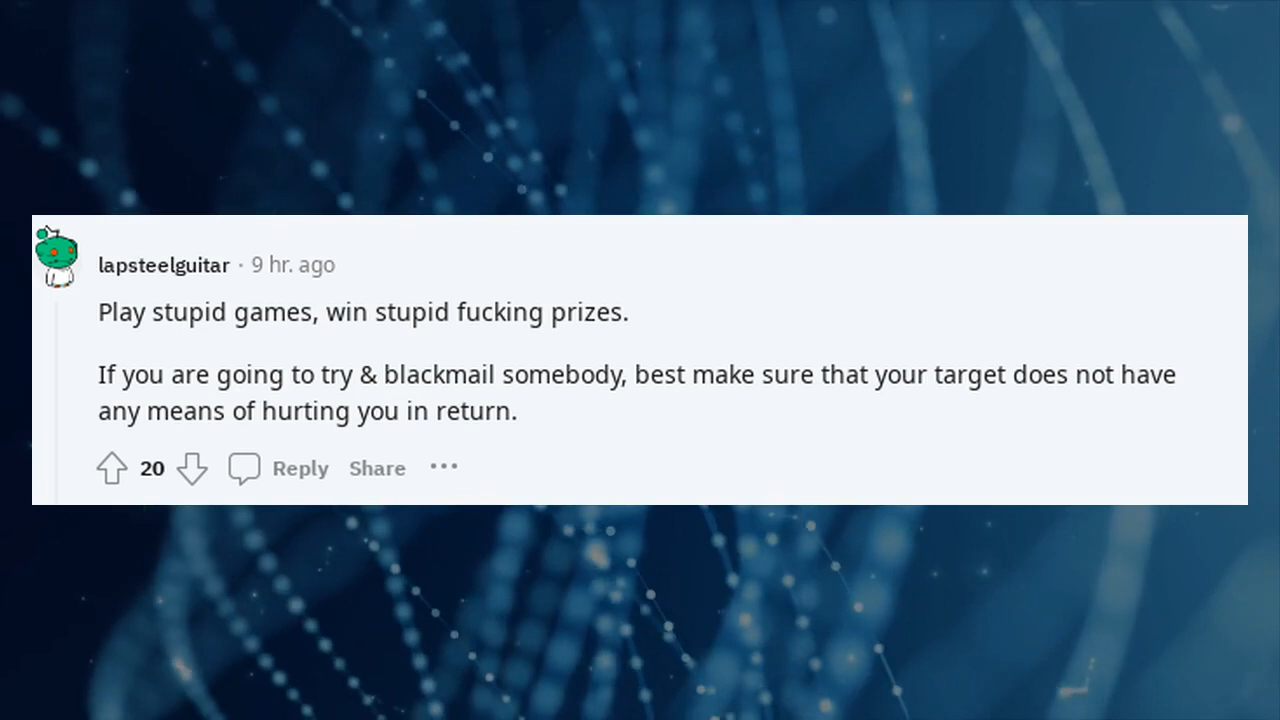 lapsteelguitar · 9 hr. ago
Play stupid games, win stupid fucking prizes.
If you are going to try & blackmail somebody, best make sure that your target does not have
any means of hurting you in return.
20 Reply Share ···